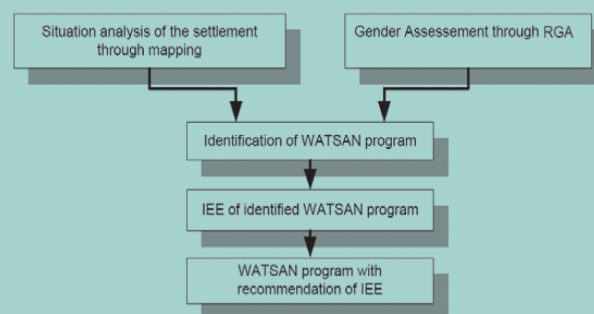 Situation analysis of the settlement
through mapping
Gender Assessement through RGA
Identification of WATSAN program
IEE of identified WATSAN program
WATSAN program with
recommendation of IEE